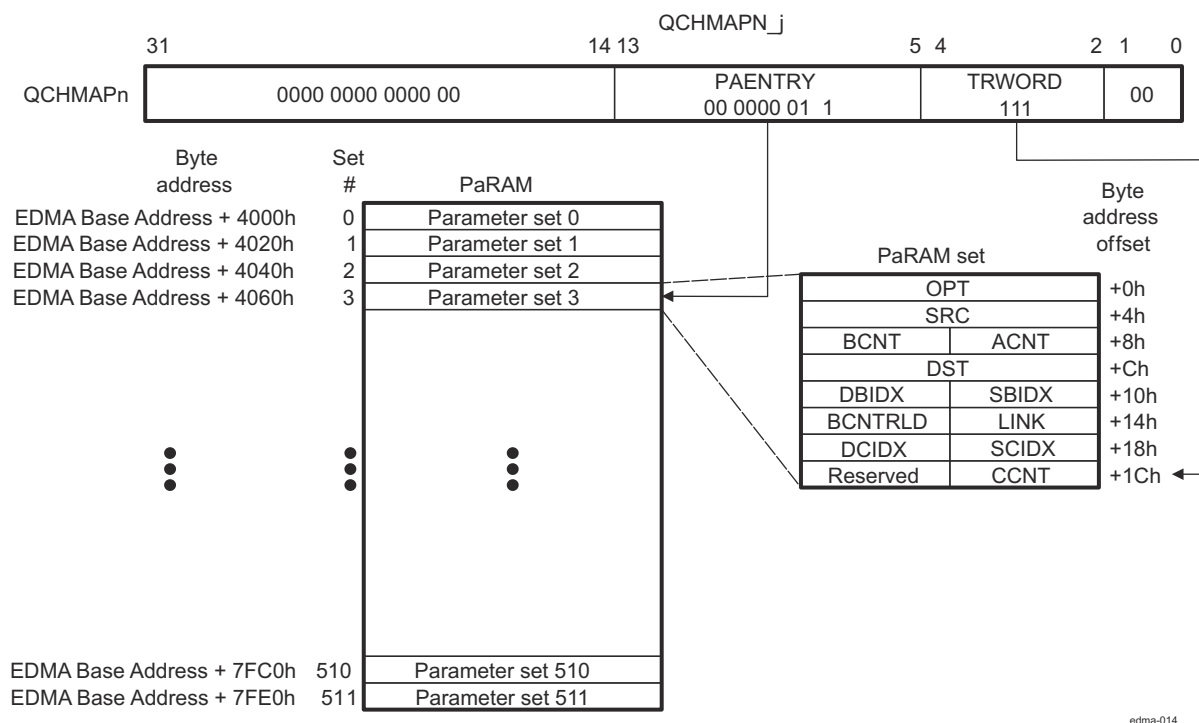 QCHMAPN_j
31 14 13 5 4 2 1 0
QCHMAPn 0000 0000 0000 00 PAENTRY 00 0000 01 1 TRWORD 111 00
Byte address Set # PaRAM
EDMA Base Address + 4000h 0 Parameter set 0
EDMA Base Address + 4020h 1 Parameter set 1
EDMA Base Address + 4040h 2 Parameter set 2
EDMA Base Address + 4060h 3 Parameter set 3
EDMA Base Address + 7FC0h 510 Parameter set 510
EDMA Base Address + 7FE0h 511 Parameter set 511
Byte
address
offset
PaRAM set
OPT +0h
SRC +4h
BCNT ACNT +8h
DST +Ch
DBIDX SBIDX +10h
BCNTRLD LINK +14h
DCIDX SCIDX +18h
Reserved CCNT +1Ch
edma-014